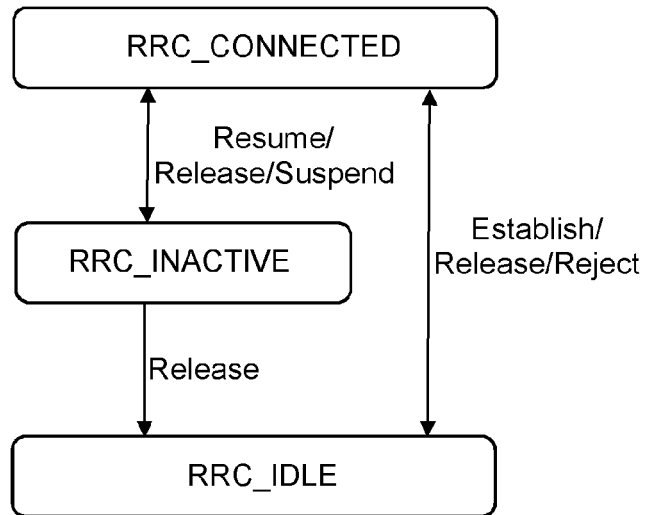 RRC_CONNECTED
Resume/
Release/Suspend
RRC_INACTIVE
Establish/
Release/Reject
Release
RRC_IDLE